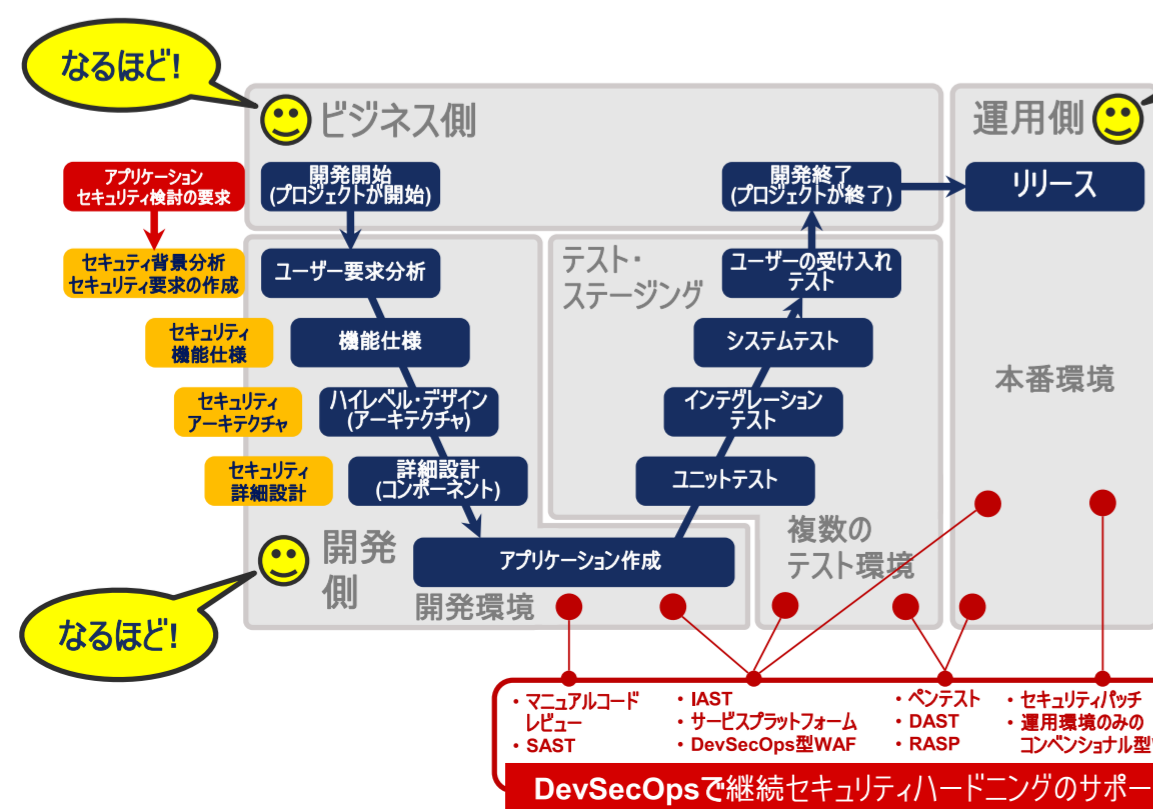 なるほど!
ビジネス側
運用側
アプリケーション
セキュリティ検討の要求
開発開始
(プロジェクトが開始)
開発終了
(プロジェクトが終了)
リリース
セキュティ背景分析
セキュリティ要求の作成
ユーザー要求分析
テスト・
ステージング
ユーザーの受け入れ
テスト
セキュリティ
機能仕様
機能仕様
システムテスト
本番環境
セキュリティ
アーキテクチャ
ハイレベル・デザイン
(アーキテクチャ)
インテグレーション
テスト
セキュリティ
詳細設計
詳細設計
(コンポーネント)
ユニットテスト
複数の
テスト環境
開発
側
アプリケーション作成
開発環境
なるほど!
・マニュアルコード
レビュー
・SAST
・IAST
・サービスプラットフォーム
・DevSecOps型WAF
・ペンテスト
・DAST
・RASP
・セキュリティパッチ
・運用環境のみの
コンベンショナル型
DevSecOpsで継続セキュリティハードニングのサポー